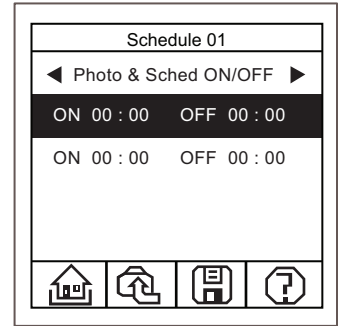 Schedule 01
◀ Photo & Sched ON/OFF ▶
ON 00 : 00 OFF 00 : 00
ON 00 : 00 OFF 00 : 00
?